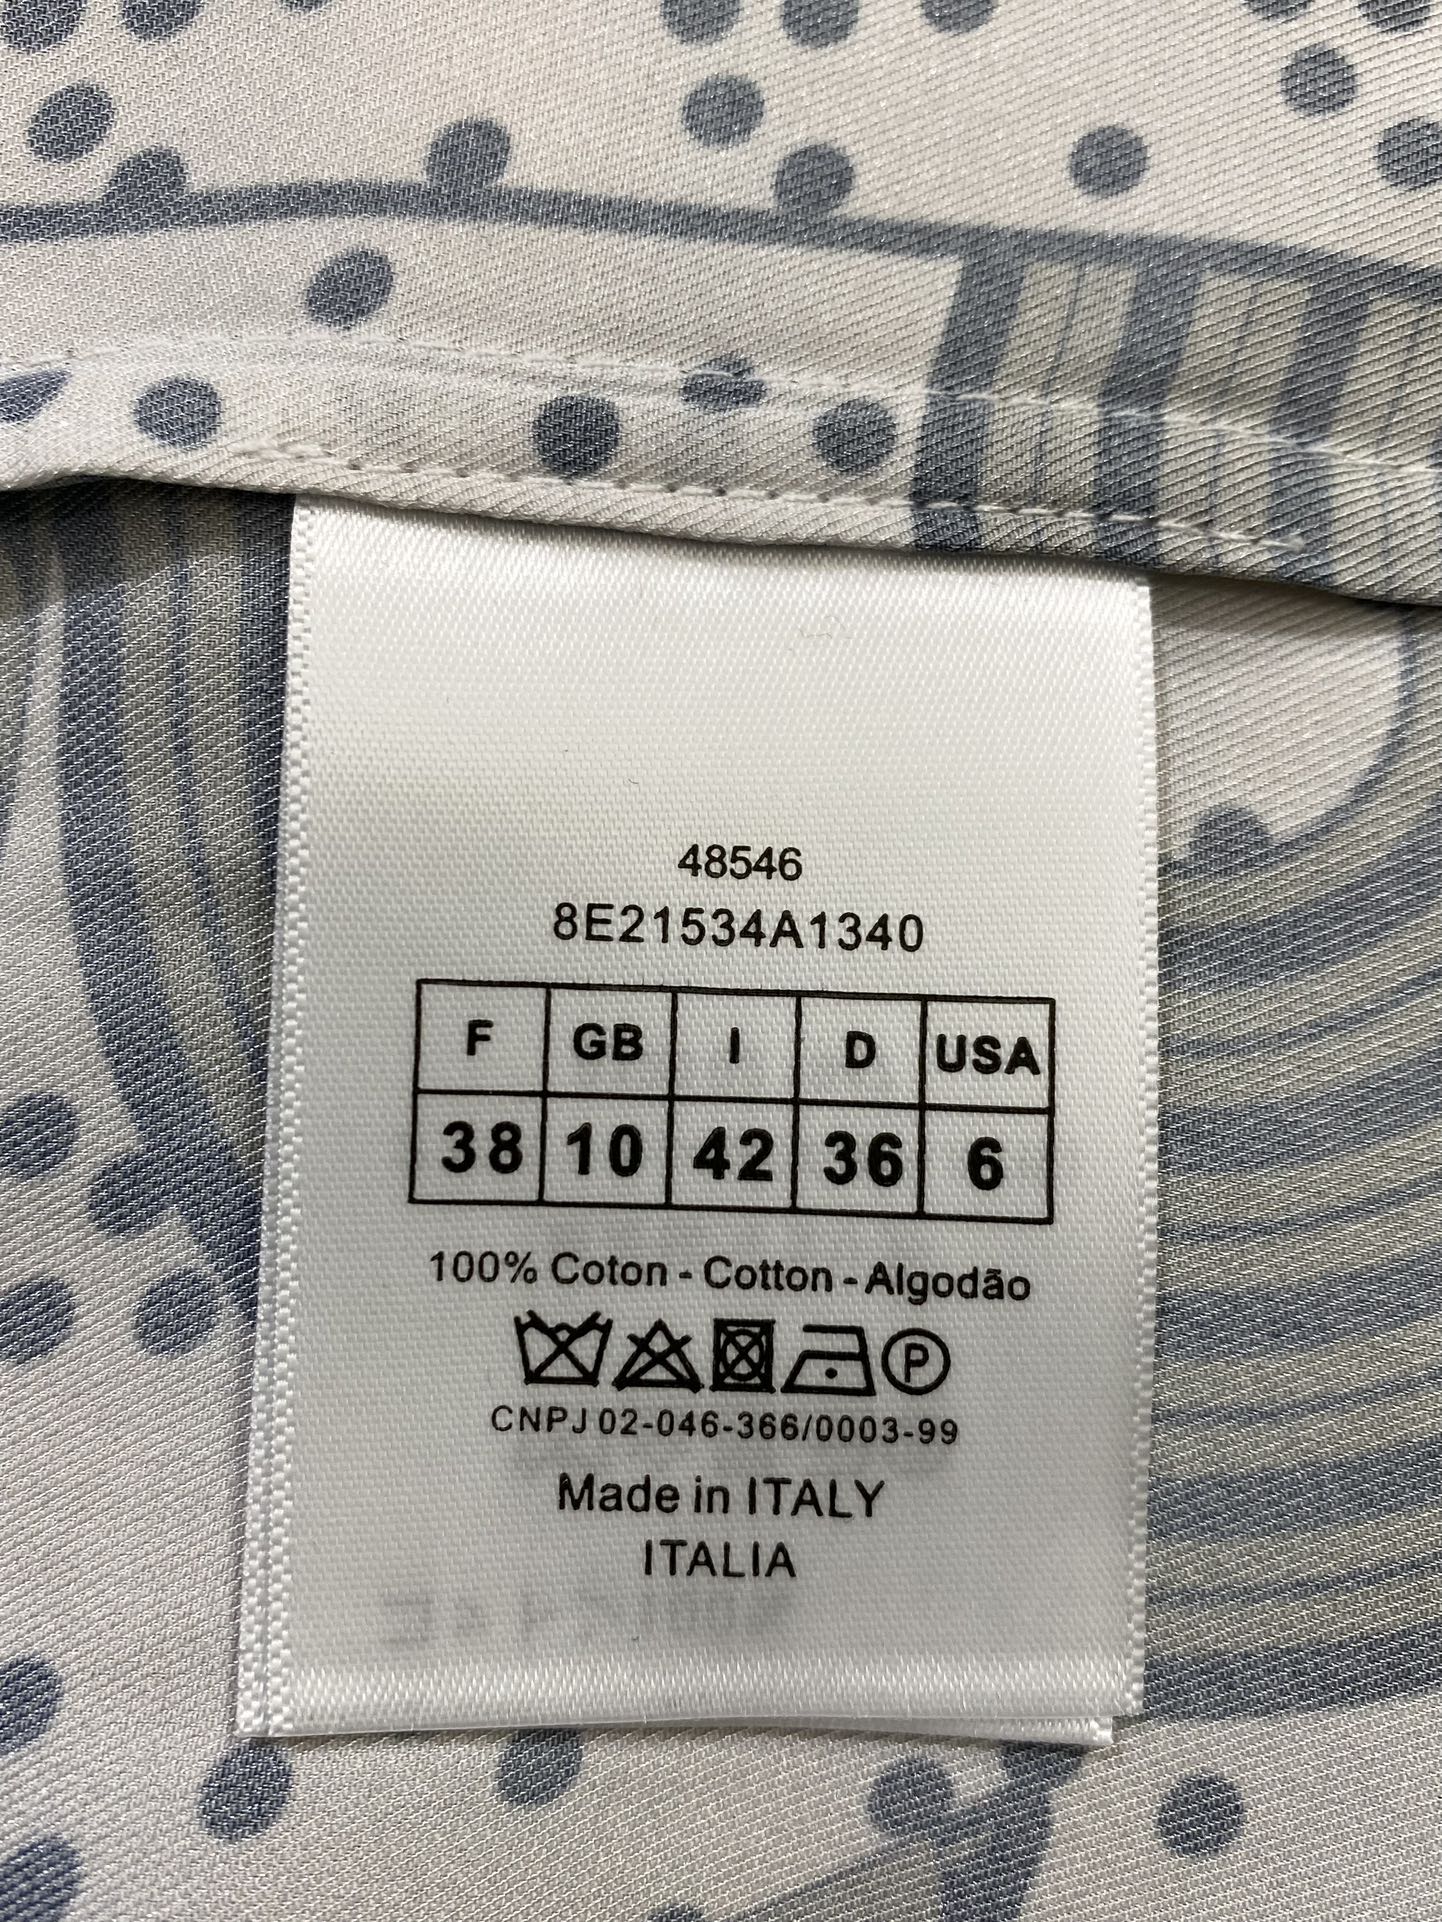 48546
8E21534A1340
F GB I D USA
38 10 42 36 6
100% Coton - Cotton - Algodão
P
CNPJ 02-046-366/0003-99
Made in ITALY
ITALIA